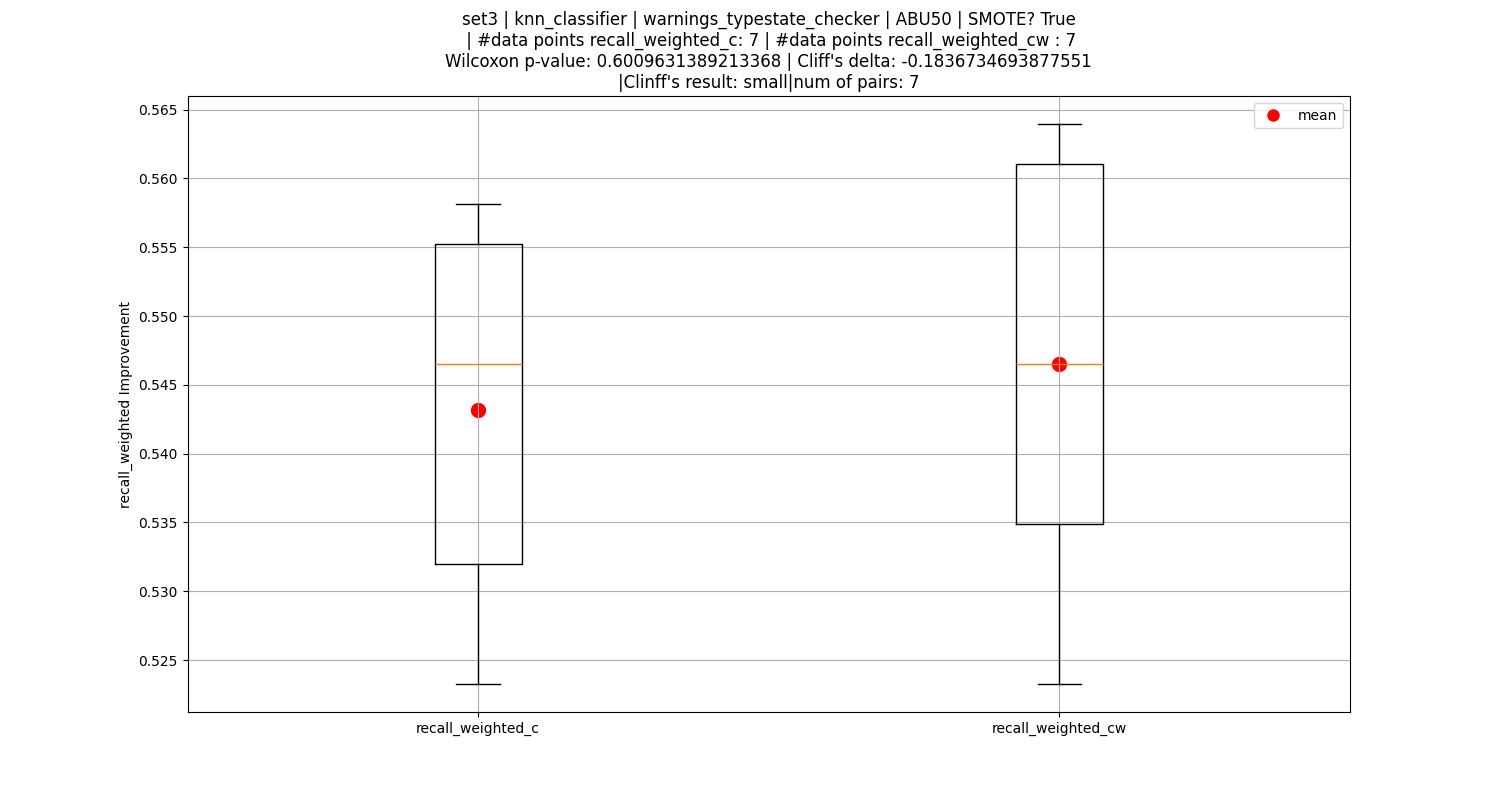 set3 | knn_classifier | warnings_typestate_checker | ABU50 | SMOTE? True
| #data points recall_weighted_c: 7 | #data points recall_weighted_cw : 7
Wilcoxon p-value: 0.6009631389213368 | Cliff's delta: -0.1836734693877551
|Clinff's result: small|num of pairs: 7
mean
recall_weighted Improvement
0.565
0.560
0.555
0.550
0.545
0.540
0.535
0.530
0.525
recall_weighted_c
recall_weighted_cw